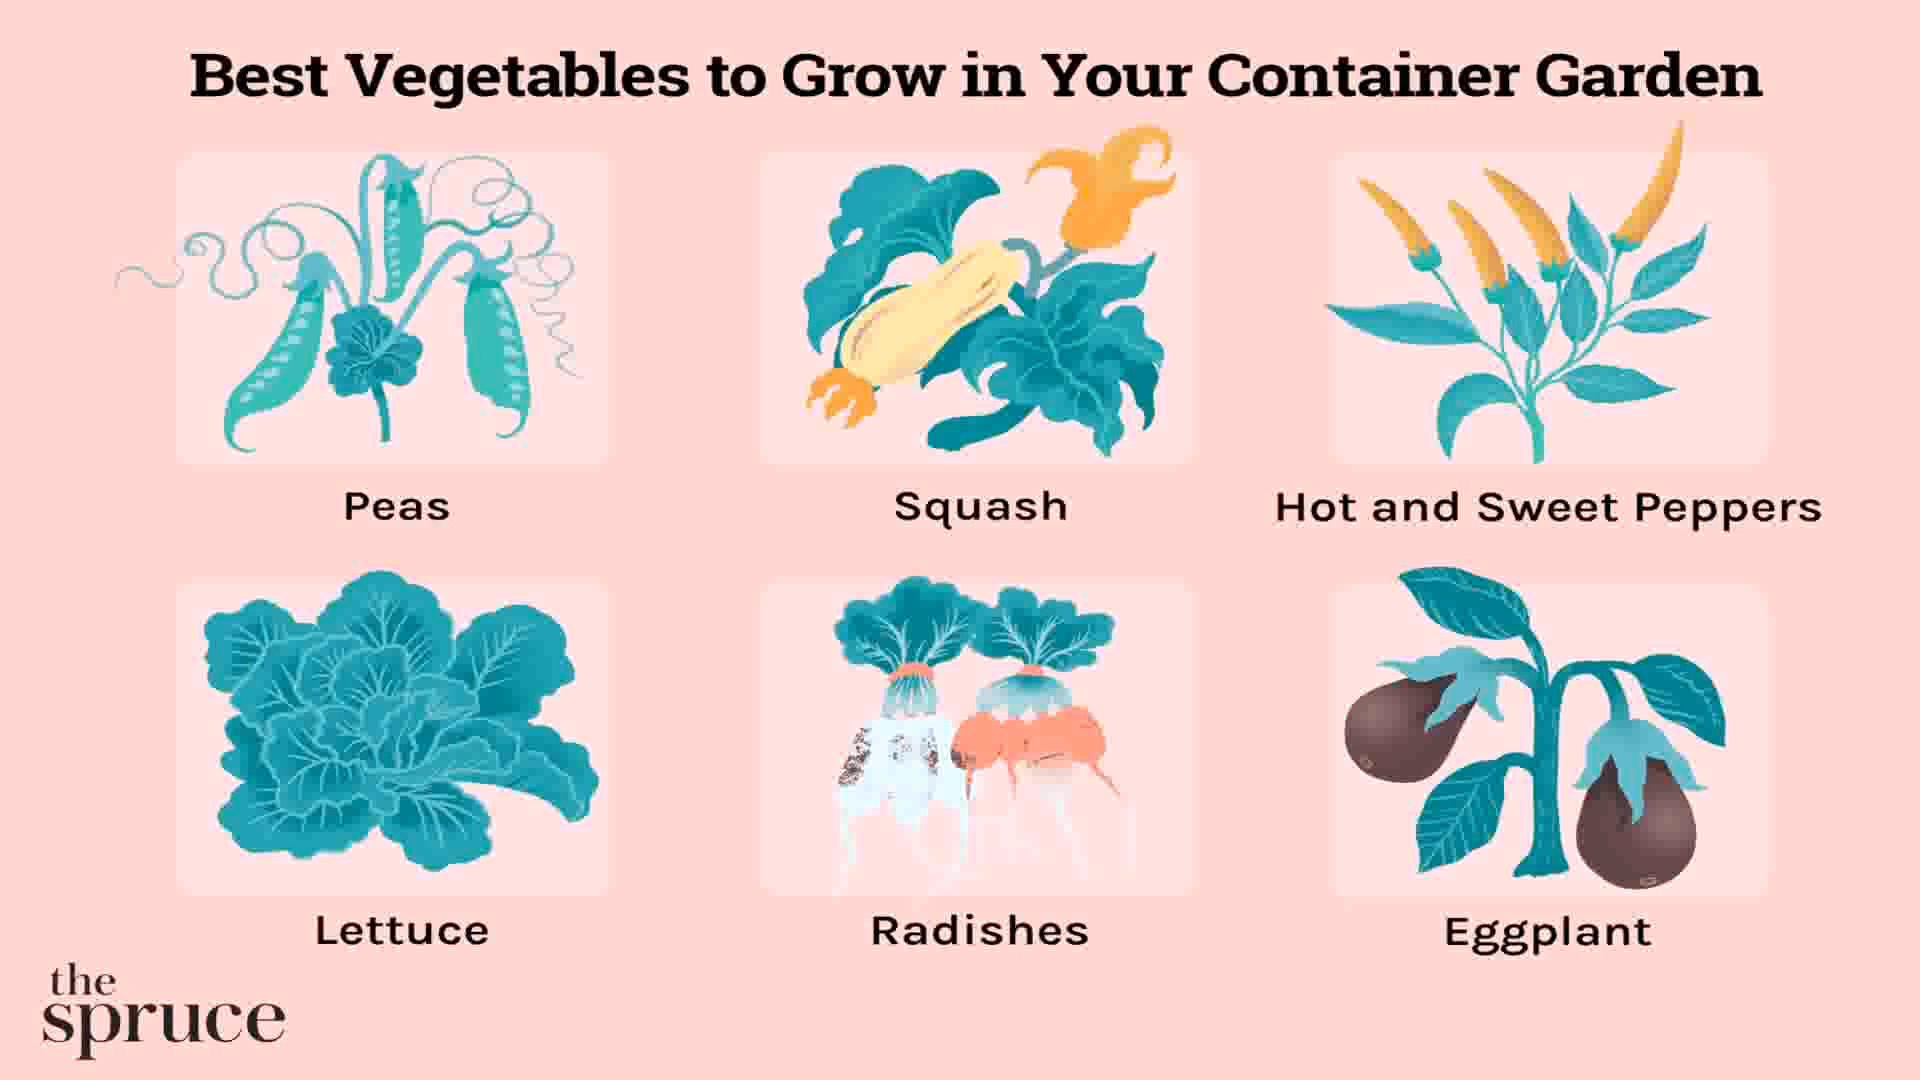 Best Vegetables to Grow in Your Container Garden
Peas
Squash
Hot and Sweet Peppers
Lettuce
Radishes
Eggplant
the
spruce